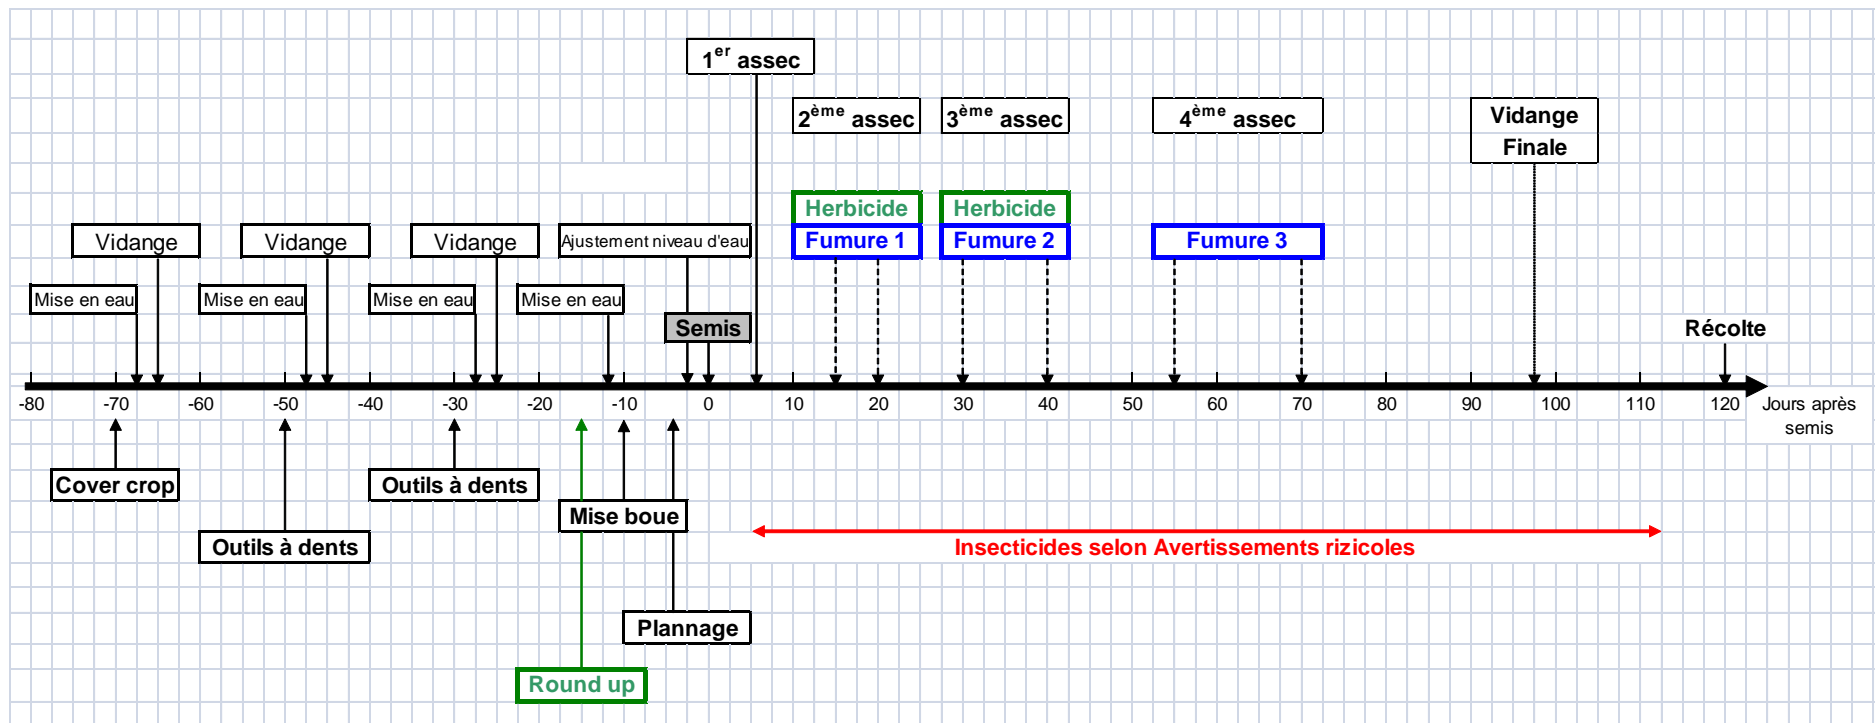 1er assec
2ème assec
3ème assec
4ème assec
Vidange
Finale
Herbicide
Herbicide
Fumure 1
Fumure 2
Fumure 3
Vidange
Vidange
Vidange
Ajustement niveau d'eau
Mise en eau
Mise en eau
Mise en eau
Mise en eau
Semis
Récolte
-80 -70 -60 -50 -40 -30 -20 -10 0 10 20 30 40 50 60 70 80 90 100 110 120
Jours après
semis
Cover crop
Outils à dents
Mise boue
Outils à dents
Insecticides selon Avertissements rizicoles
Plannage
Round up